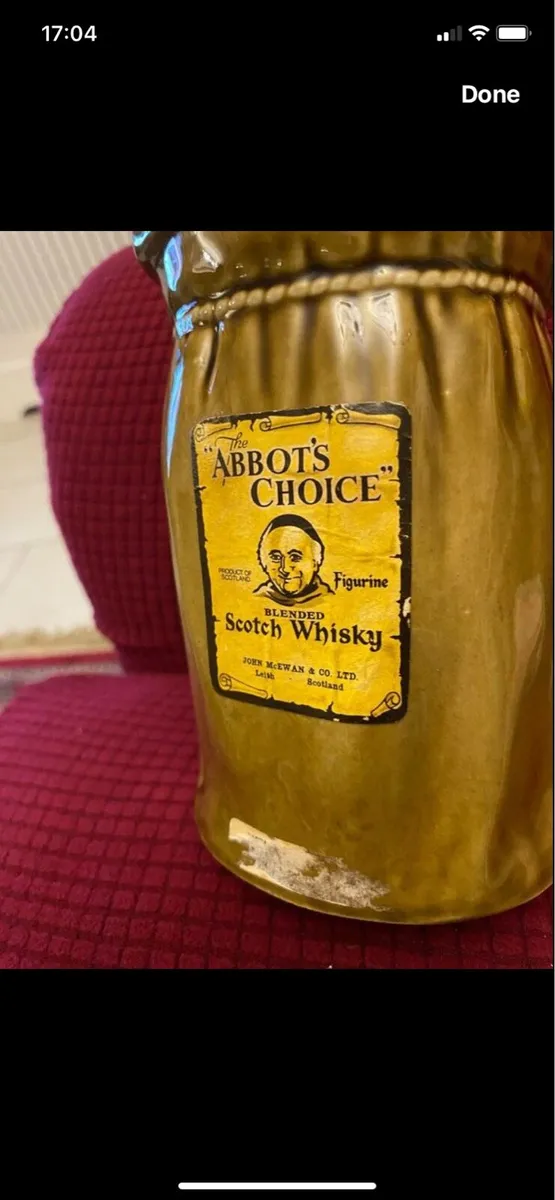 17:04
Done
The
"ABBOT'S
CHOICE"
PRODUCT OF
SCOTLAND
Figurine
BLENDED
Scotch Whisky
JOHN McEWAN & CO. LTD.
Leith - Scotland